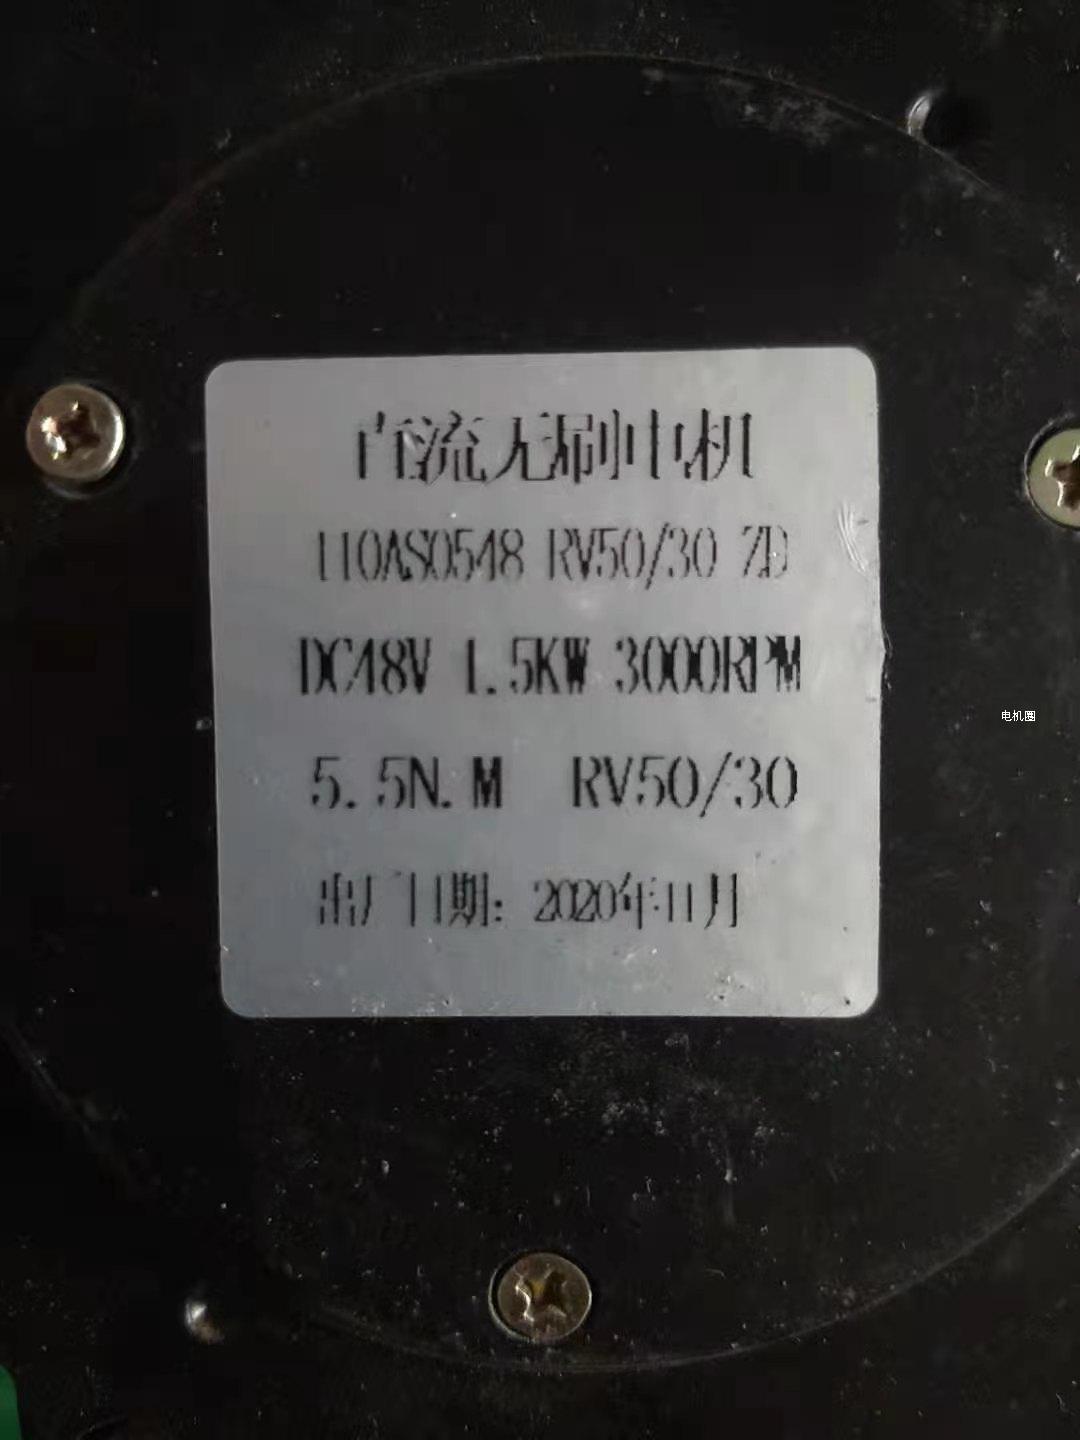 直流无刷电机
110AS0548 RV50/30 ZD
DC48V 1.5KW 3000RPM
5.5N.M RV50/30
出厂日期: 2020年11月
电机圈